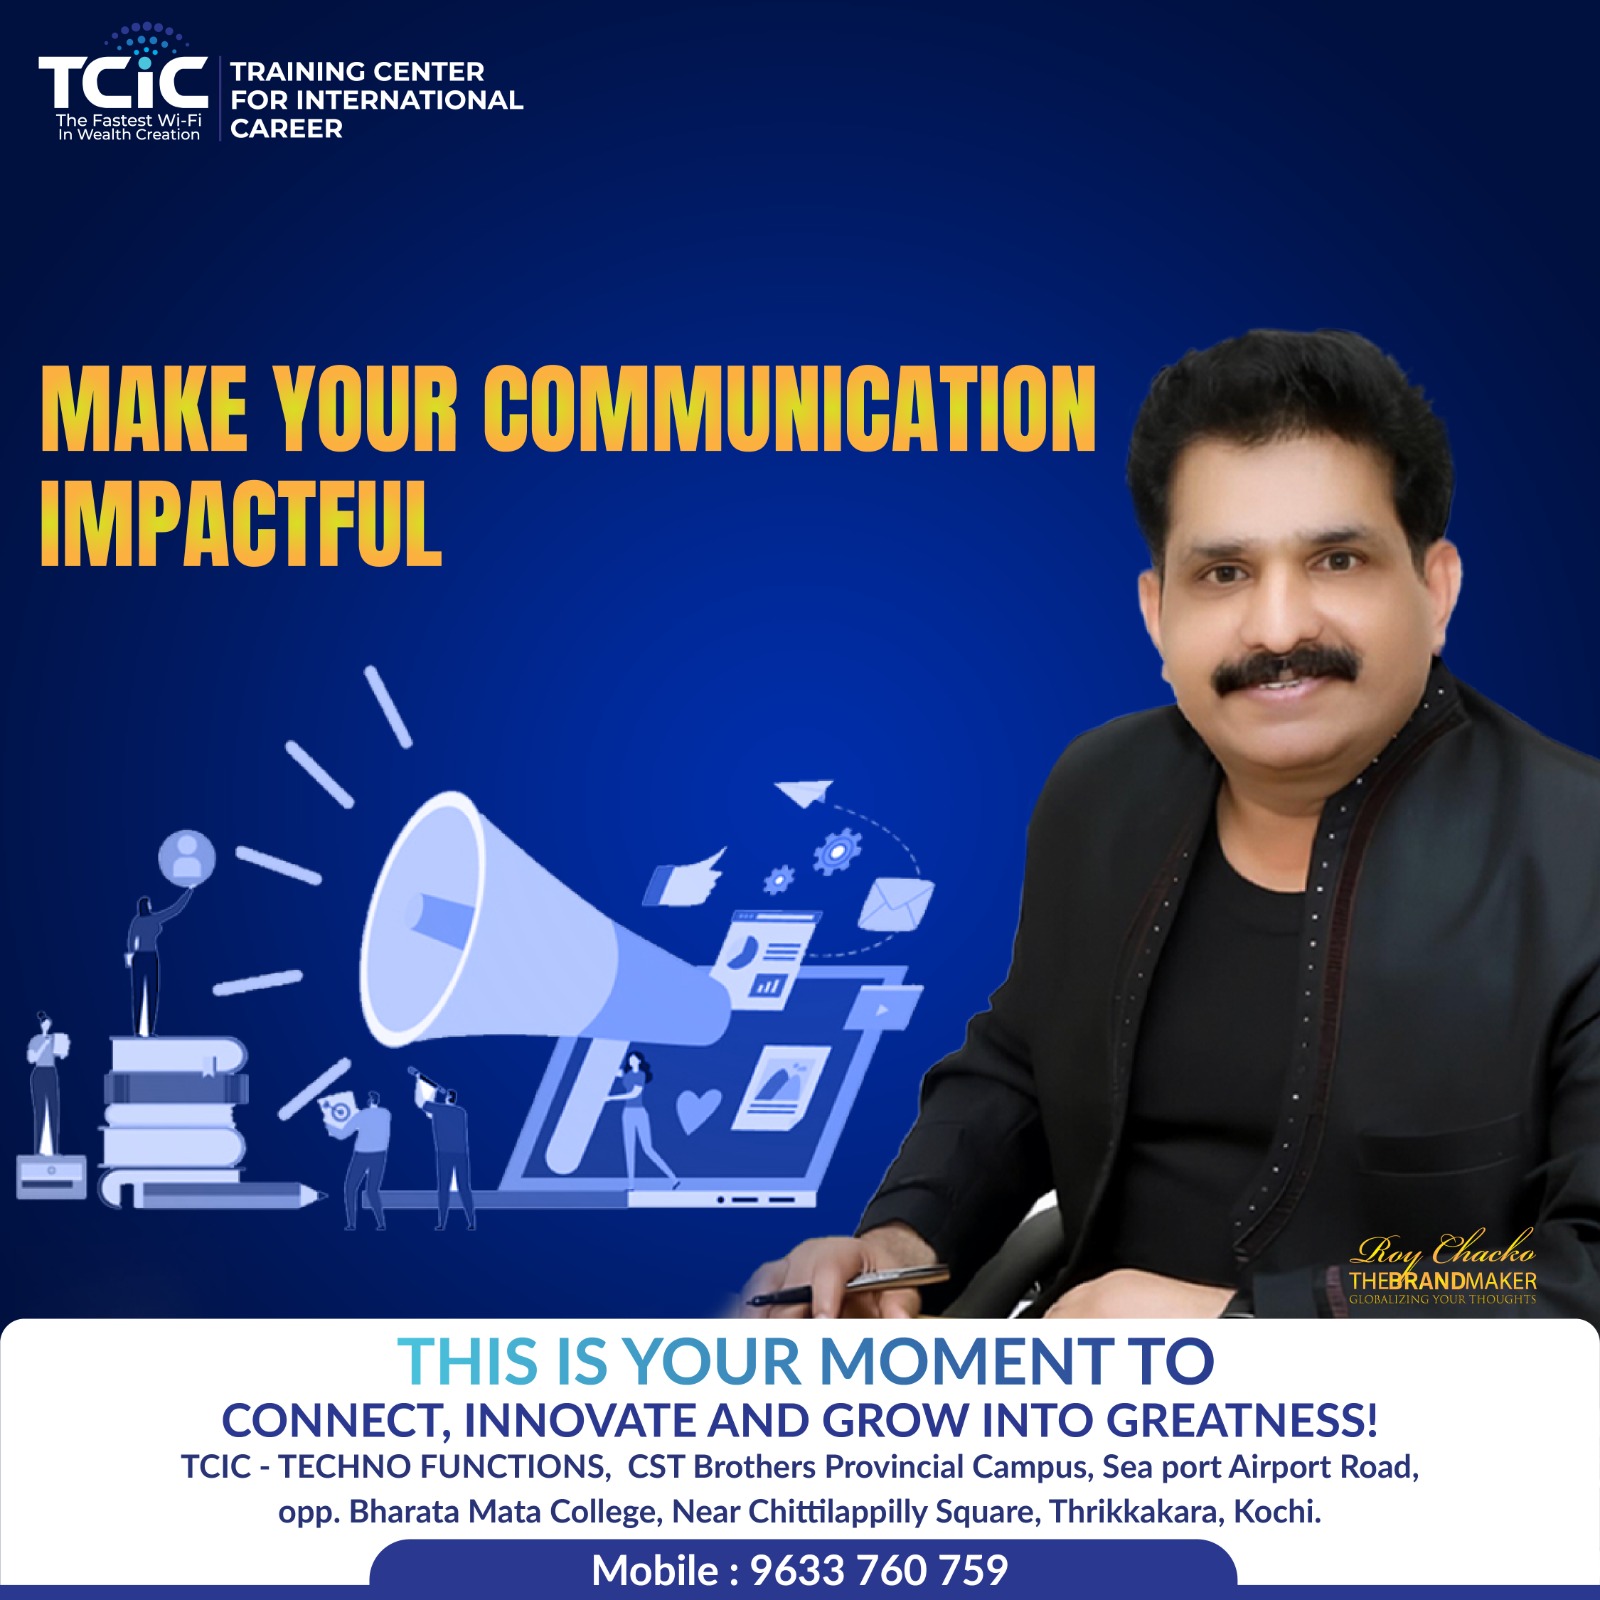 TCiC
The Fastest Wi-Fi
In Wealth Creation
TRAINING CENTER
FOR INTERNATIONAL
CAREER
MAKE YOUR COMMUNICATION
IMPACTFUL
Roy Chacko
THEBRANDMAKER
GLOBALIZING YOUR THOUGHTS
THIS IS YOUR MOMENT TO
CONNECT, INNOVATE AND GROW INTO GREATNESS!
TCIC - TECHNO FUNCTIONS, CST Brothers Provincial Campus, Sea port Airport Road,
opp. Bharata Mata College, Near Chittilappilly Square, Thrikkakara, Kochi.
Mobile : 9633 760 759